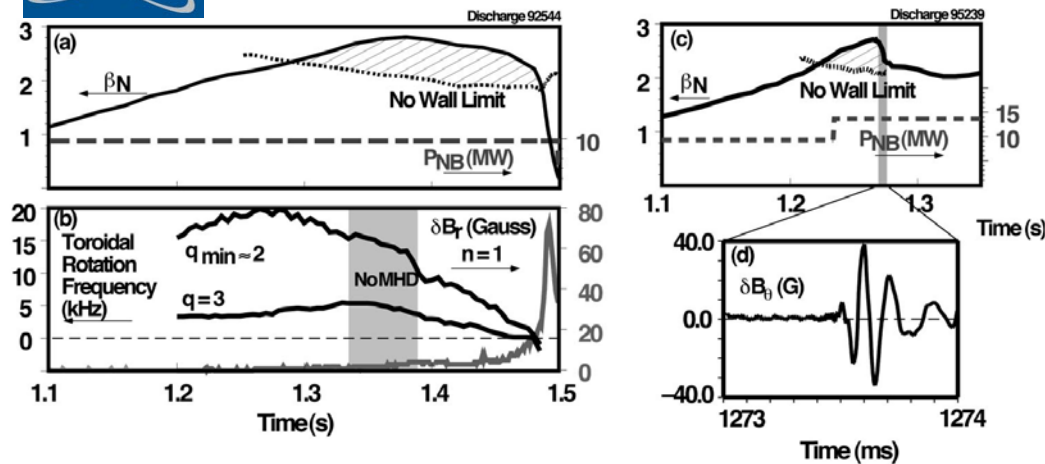 Discharge 92544
3
(a)
βN
2
No Wall Limit
1
10
PNB (MW)
20
(b)
Toroidal
Rotation
Frequency
(kHz)
15
10
5
0
q min ≈ 2
q = 3
No MHD
δBr (Gauss)
n = 1
80
60
40
20
0
1.1
1.2
1.3
1.4
1.5
Time (s)
Discharge 95239
3
(c)
βN
2
No Wall Limit
1
15
10
PNB (MW)
1.1
1.2
1.3
Time (s)
40.0
(d)
δBθ (G)
0.0
–40.0
1273
1274
Time (ms)